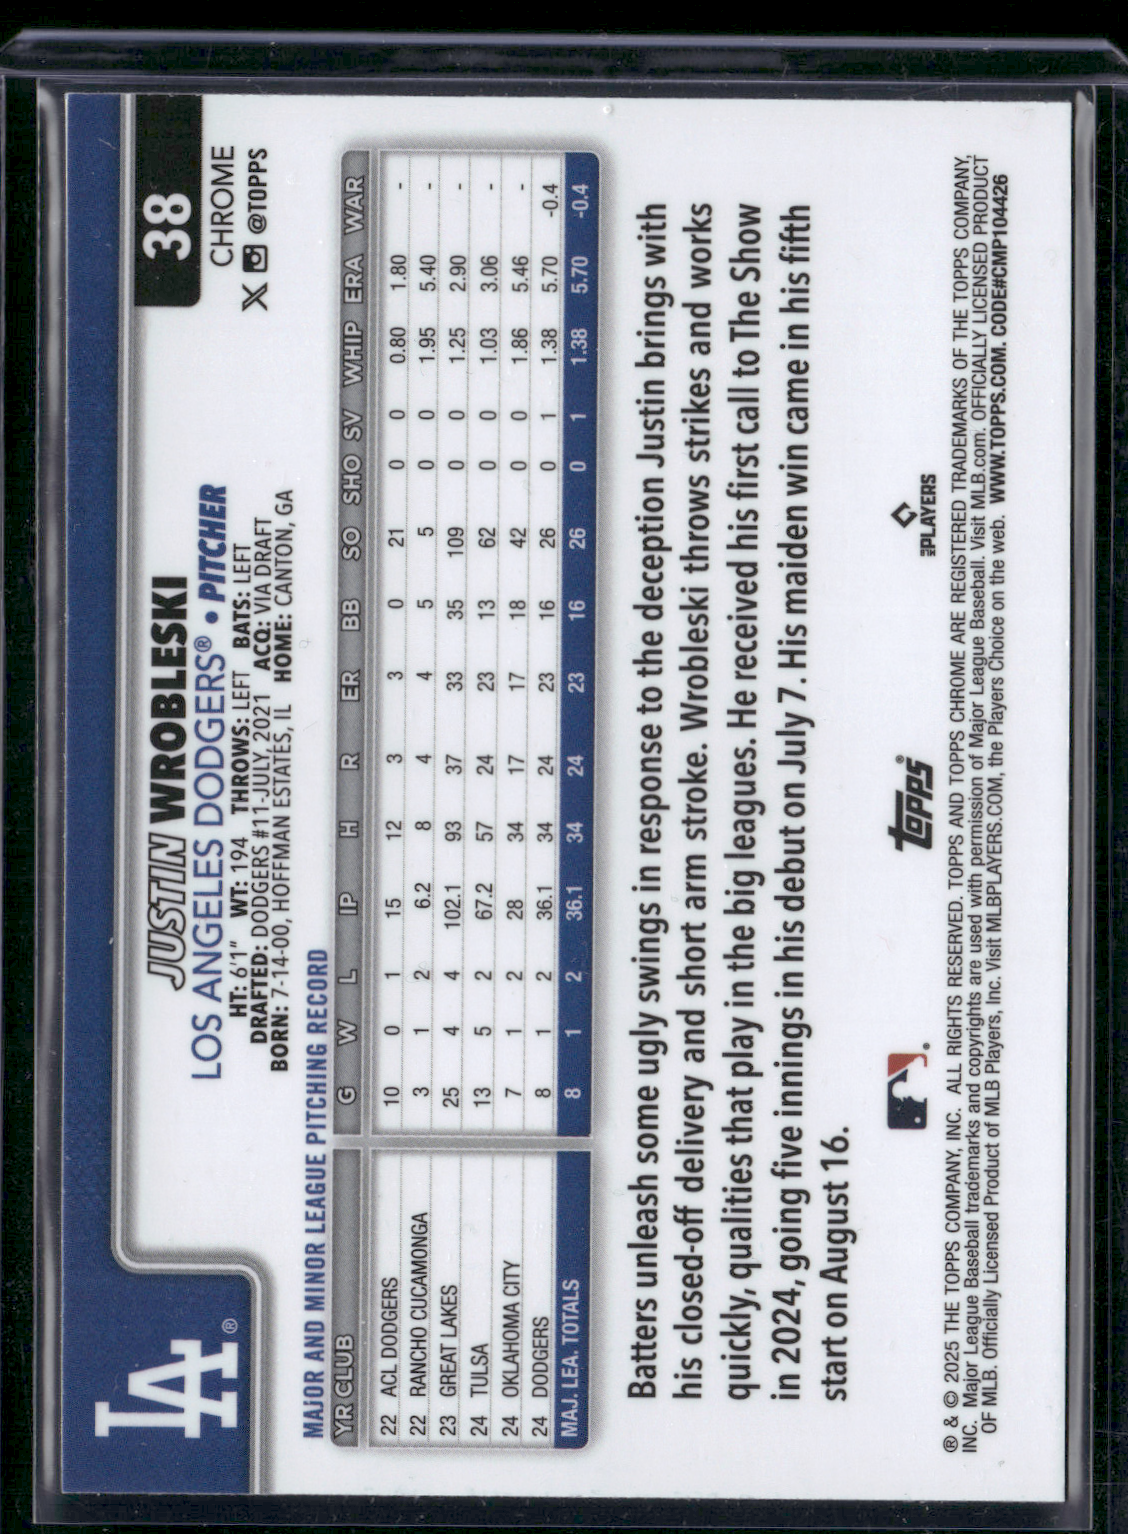 LA®
38
CHROME
@TOPPS
JUSTIN WROBLESKI
LOS ANGELES DODGERS® • PITCHER
HT: 6'1" WT: 194 THROWS: LEFT BATS: LEFT
DRAFTED: DODGERS #11-JULY, 2021 ACQ: VIA DRAFT
BORN: 7-14-00, HOFFMAN ESTATES, IL HOME: CANTON, GA
MAJOR AND MINOR LEAGUE PITCHING RECORD
YR CLUB G W L IP H R ER BB SO SHO SV WHIP ERA WAR
22 ACL DODGERS 10 0 1 15 12 3 3 0 21 0 0 0.80 1.80 -
22 RANCHO CUCAMONGA 3 1 2 6.2 8 4 4 5 5 0 0 1.95 5.40 -
23 GREAT LAKES 25 4 4 102.1 93 37 33 35 109 0 0 1.25 2.90 -
24 TULSA 13 5 2 67.2 57 24 23 13 62 0 0 1.03 3.06 -
24 OKLAHOMA CITY 7 1 2 28 34 17 17 18 42 0 0 1.86 5.46 -
24 DODGERS 8 1 2 36.1 34 24 23 16 26 0 1 1.38 5.70 -0.4
MAJ. LEA. TOTALS 8 1 2 36.1 34 24 23 16 26 0 1 1.38 5.70 -0.4
Batters unleash some ugly swings in response to the deception Justin brings with
his closed-off delivery and short arm stroke. Wrobleski throws strikes and works
quickly, qualities that play in the big leagues. He received his first call to The Show
in 2024, going five innings in his debut on July 7. His maiden win came in his fifth
start on August 16.
TOPPS®
MLB PLAYERS
® & © 2025 THE TOPPS COMPANY, INC. ALL RIGHTS RESERVED. TOPPS AND TOPPS CHROME ARE REGISTERED TRADEMARKS OF THE TOPPS COMPANY,
INC. Major League Baseball trademarks and copyrights are used with permission of Major League Baseball. Visit MLB.com. OFFICIALLY LICENSED PRODUCT
OF MLB. Officially Licensed Product of MLB Players, Inc. Visit MLBPLAYERS.COM, the Players Choice on the web. WWW.TOPPS.COM. CODE#CMP104426